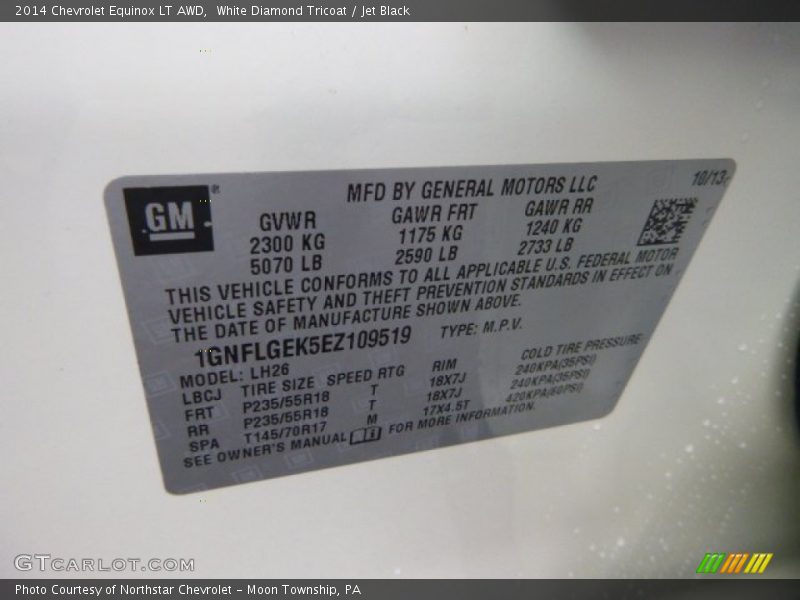 2014 Chevrolet Equinox LT AWD, White Diamond Tricoat / Jet Black
GM®
MFD BY GENERAL MOTORS LLC 10/13
GVWR GAWR FRT GAWR RR
2300 KG 1175 KG 1240 KG
5070 LB 2590 LB 2733 LB
THIS VEHICLE CONFORMS TO ALL APPLICABLE U.S. FEDERAL MOTOR
VEHICLE SAFETY AND THEFT PREVENTION STANDARDS IN EFFECT ON
THE DATE OF MANUFACTURE SHOWN ABOVE.
1GNFLGEK5EZ109519 TYPE: M.P.V.
MODEL: LH26
LBCJ TIRE SIZE SPEED RTG RIM COLD TIRE PRESSURE
FRT P235/55R18 T 18X7J 240KPA(35PSI)
RR P235/55R18 T 18X7J 240KPA(35PSI)
SPA T145/70R17 M 17X4.5T 420KPA(60PSI)
SEE OWNER'S MANUAL FOR MORE INFORMATION.
GTCARLOT.COM
Photo Courtesy of Northstar Chevrolet - Moon Township, PA